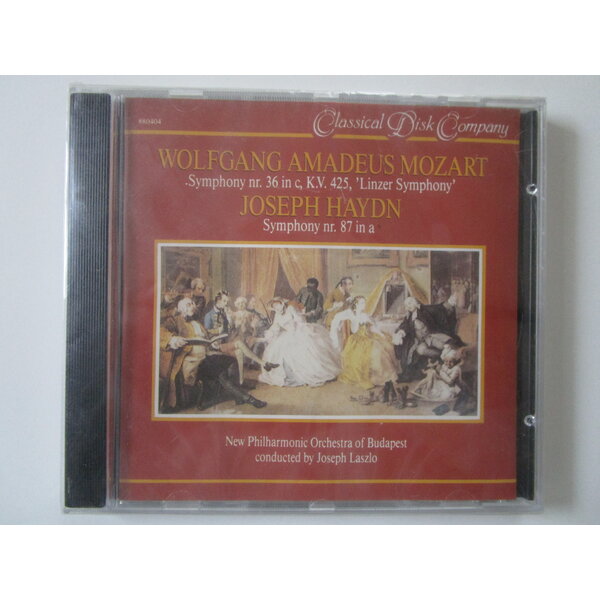 880404
Classical Disk Company
WOLFGANG AMADEUS MOZART
Symphony nr. 36 in c, K.V. 425, 'Linzer Symphony'
JOSEPH HAYDN
Symphony nr. 87 in a
New Philharmonic Orchestra of Budapest
conducted by Joseph Laszlo